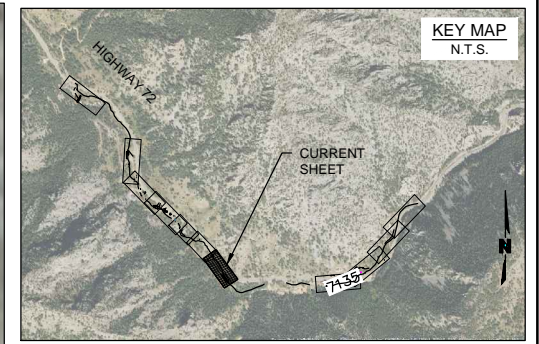 KEY MAP
N.T.S.
HIGHWAY 72
CURRENT
SHEET
7435
N